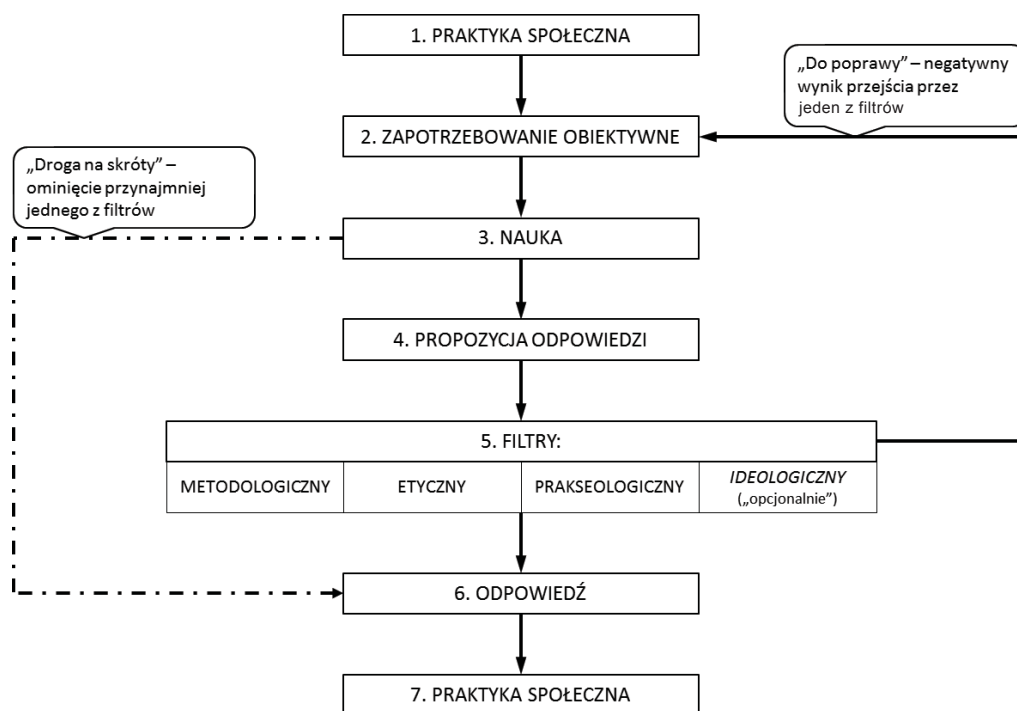 1. PRAKTYKA SPOŁECZNA
„Do poprawy” – negatywny
wynik przejścia przez
jeden z filtrów
2. ZAPOTRZEBOWANIE OBIEKTYWNE
„Droga na skróty” –
ominięcie przynajmniej
jednego z filtrów
3. NAUKA
4. PROPOZYCJA ODPOWIEDZI
5. FILTRY:
METODOLOGICZNY
ETYCZNY
PRAKSEOLOGICZNY
IDEOLOGICZNY
(„opcjonalnie”)
6. ODPOWIEDŹ
7. PRAKTYKA SPOŁECZNA